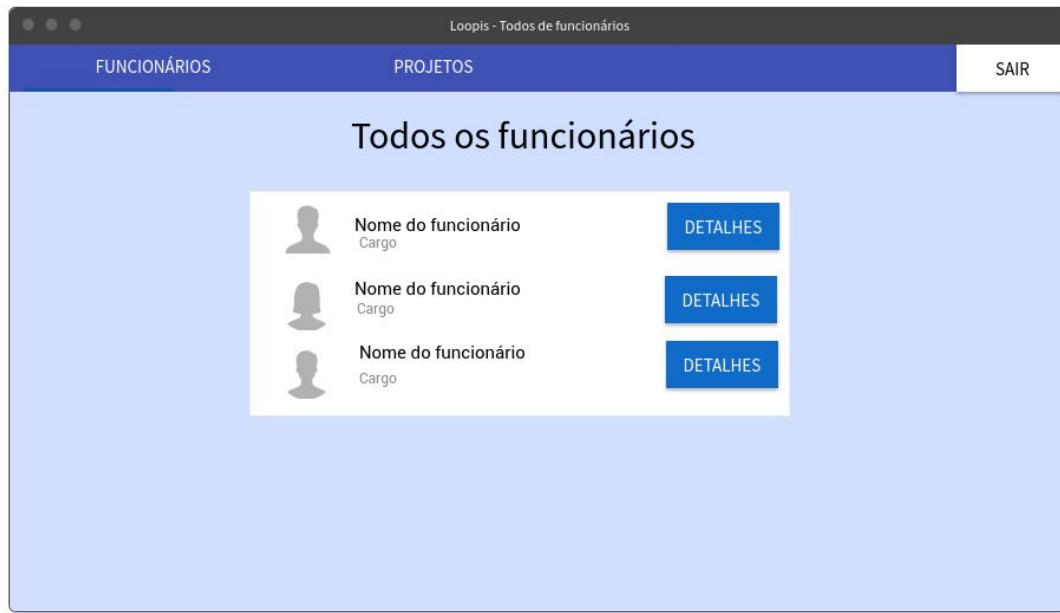 Loopis - Todos de funcionários
FUNCIONÁRIOS PROJETOS SAIR
Todos os funcionários
Nome do funcionário
Cargo
DETALHES
Nome do funcionário
Cargo
DETALHES
Nome do funcionário
Cargo
DETALHES